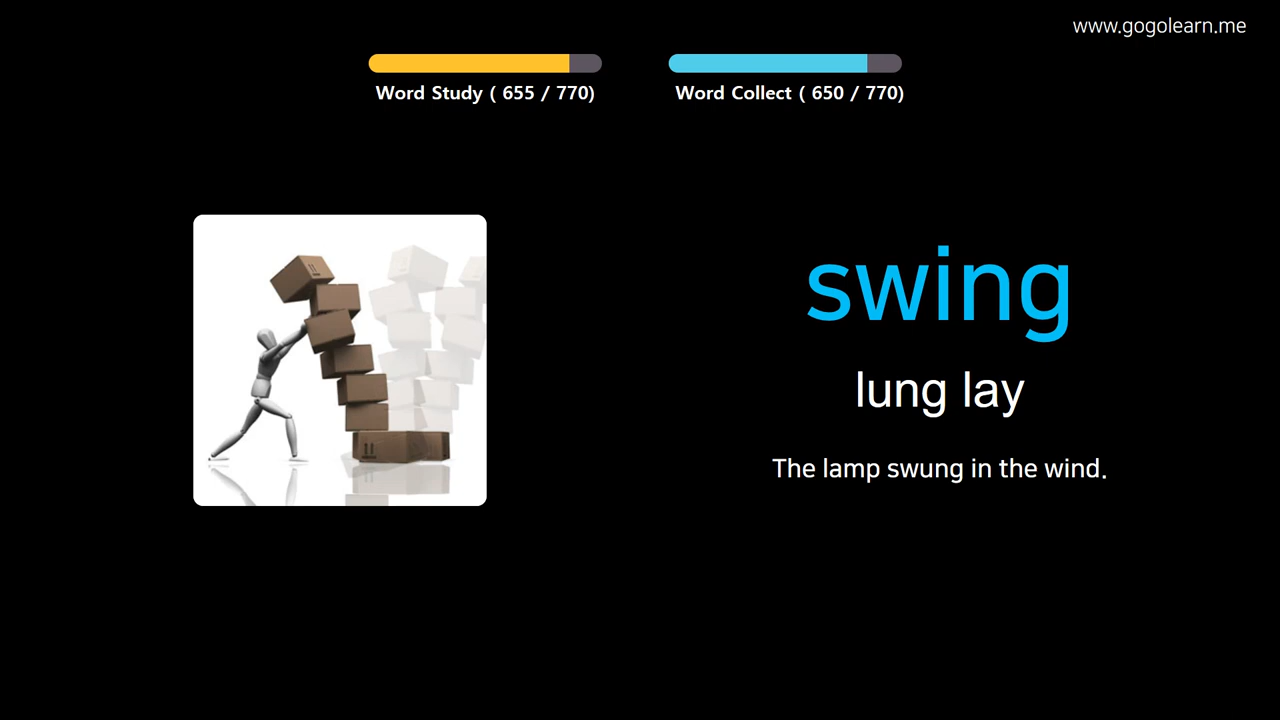 www.gogolearn.me
Word Study ( 655 / 770)
Word Collect ( 650 / 770)
swing
lung lay
The lamp swung in the wind.